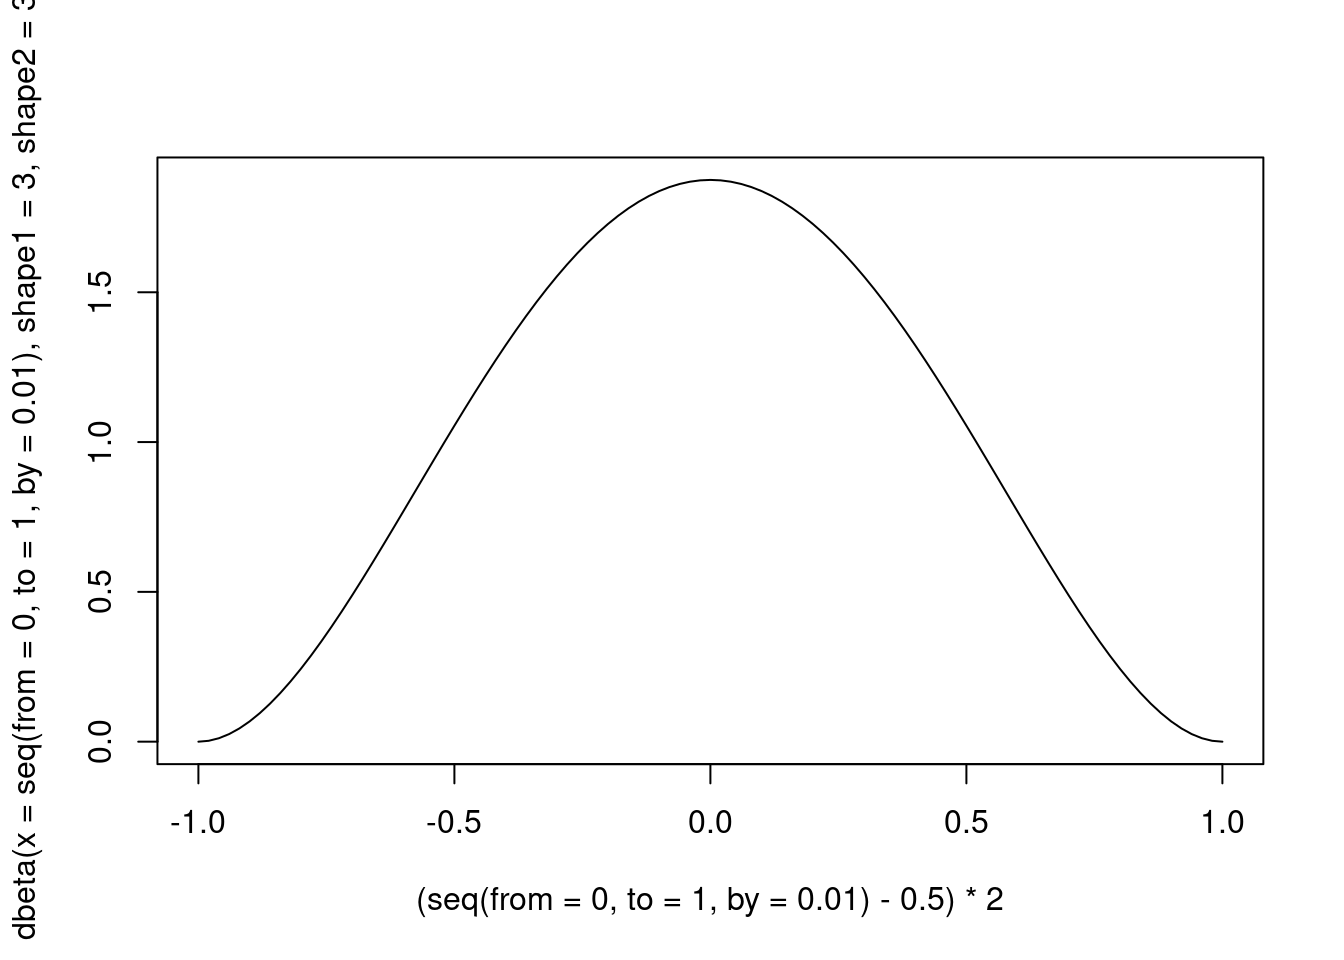 dbeta(x = seq(from = 0, to = 1, by = 0.01), shape1 = 3, shape2 = 3
1.5
1.0
0.5
0.0
-1.0 -0.5 0.0 0.5 1.0
(seq(from = 0, to = 1, by = 0.01) - 0.5) * 2